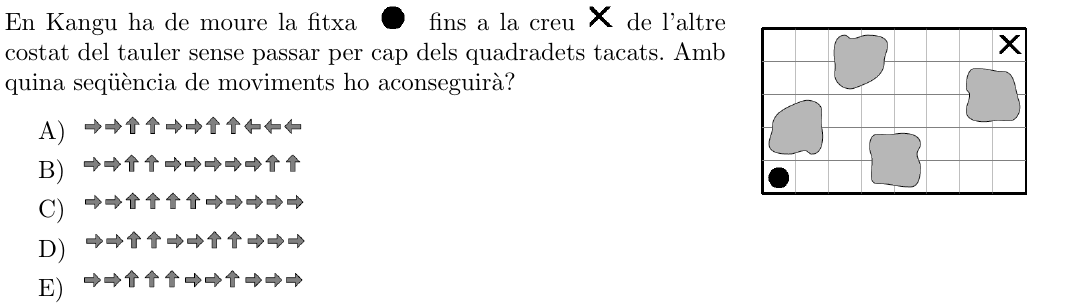 En Kangu ha de moure la fitxa ● fins a la creu ✕ de l'altre
costat del tauler sense passar per cap dels quadradets tacats. Amb
quina seqüència de moviments ho aconseguirà?
A) ⇨⇨⇧⇧⇨⇨⇧⇧⇦⇦⇦
B) ⇨⇨⇧⇧⇨⇨⇨⇨⇨⇧⇧
C) ⇨⇨⇧⇧⇧⇧⇨⇨⇨⇨⇨
D) ⇨⇨⇧⇧⇨⇨⇧⇧⇨⇨⇨
E) ⇨⇨⇧⇧⇧⇨⇨⇧⇨⇨⇨